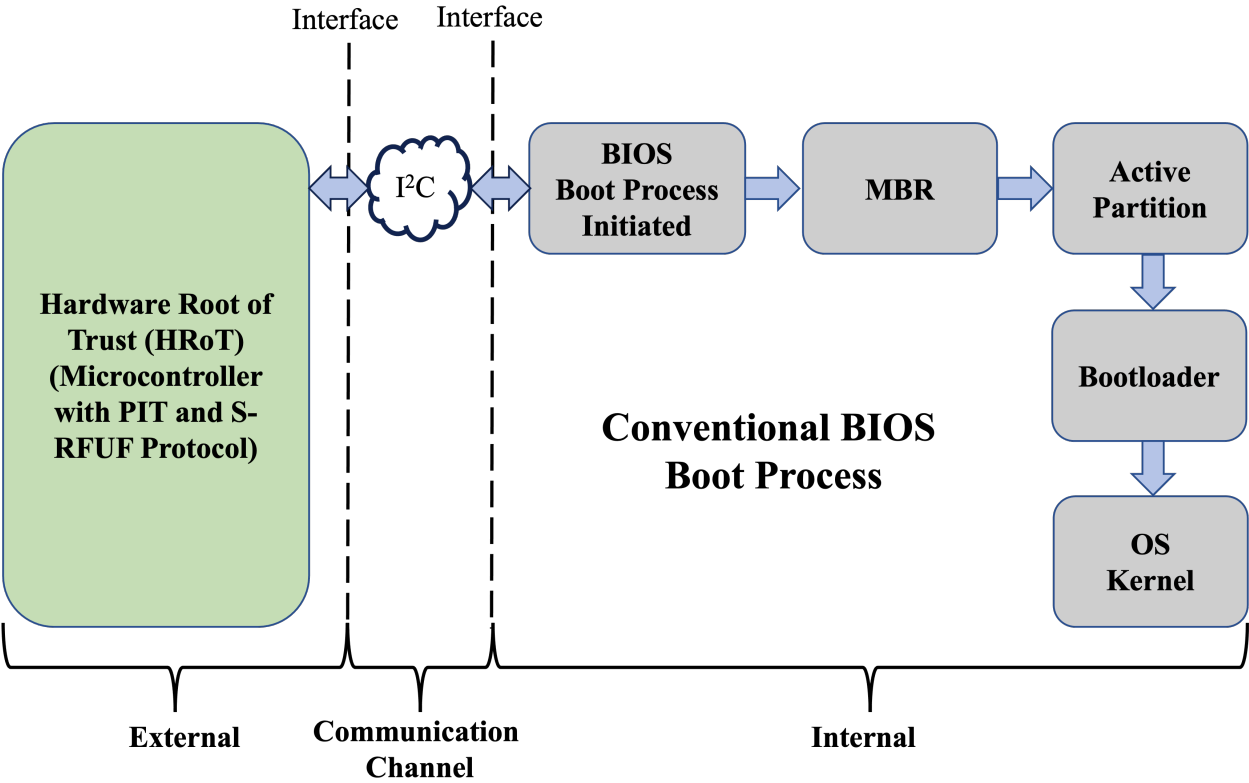 Interface
Interface
Hardware Root of
Trust (HRoT)
(Microcontroller
with PIT and S-
RFUF Protocol)
I²C
BIOS
Boot Process
Initiated
MBR
Active
Partition
Bootloader
OS
Kernel
Conventional BIOS
Boot Process
External
Communication
Channel
Internal